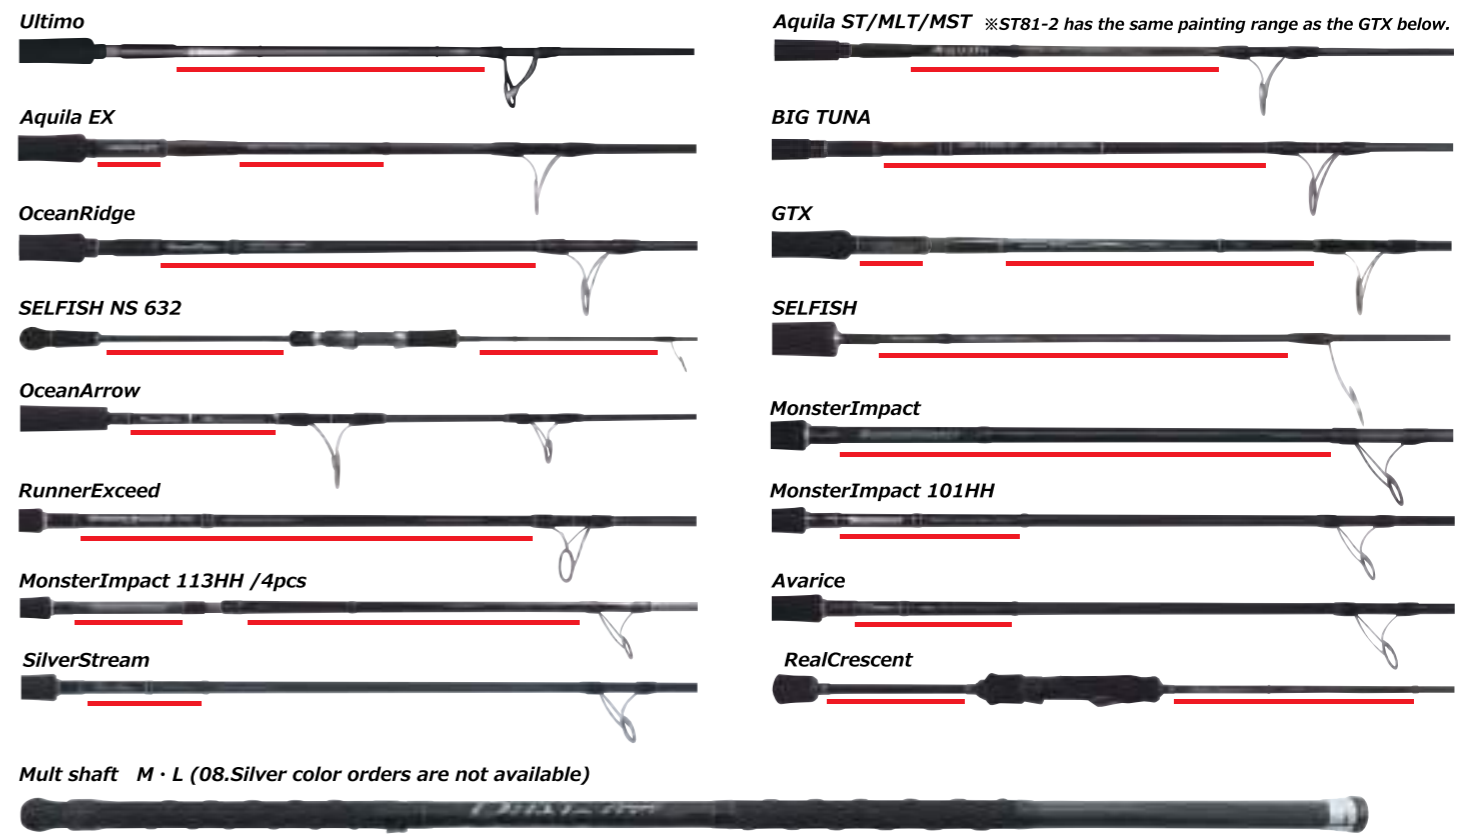 Ultimo
Aquila ST/MLT/MST ※ST81-2 has the same painting range as the GTX below.
Aquila EX
BIG TUNA
OceanRidge
GTX
SELFISH NS 632
SELFISH
OceanArrow
MonsterImpact
RunnerExceed
MonsterImpact 101HH
MonsterImpact 113HH /4pcs
Avarice
SilverStream
RealCrescent
Mult shaft M・L (08.Silver color orders are not available)